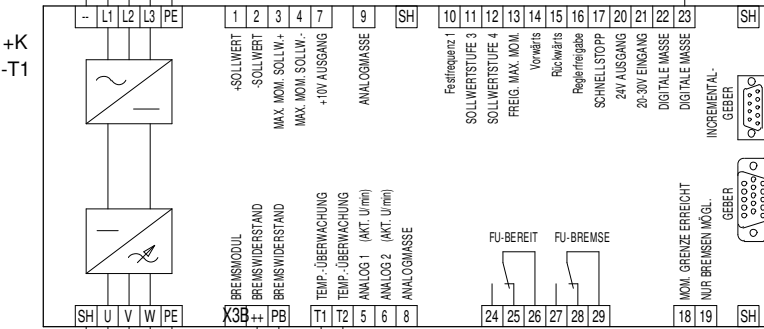 -- L1 L2 L3 PE 1 2 3 4 7 9 SH 10 11 12 13 14 15 16 17 20 21 22 23 SH
+K
-T1
+SOLLWERT
-SOLLWERT
MAX. MOM. SOLLW.+
MAX. MOM. SOLLW.-
+10V AUSGANG
ANALOGMASSE
Festfrequenz 1
SOLLWERTSTUFE 3
SOLLWERTSTUFE 4
FREIG. MAX. MOM.
Vorwärts
Rückwärts
Reglerfreigabe
SCHNELLSTOPP
24V AUSGANG
20-30V EINGANG
DIGITALE MASSE
DIGITALE MASSE
INCREMENTAL-
GEBER
BREMSMODUL
BREMSWIDERSTAND
BREMSWIDERSTAND
TEMP.-ÜBERWACHUNG
TEMP.-ÜBERWACHUNG
ANALOG 1 (AKT. U/min)
ANALOG 2 (AKT. U/min)
ANALOGMASSE
FU-BEREIT FU-BREMSE
MOM. GRENZE ERREICHT
NUR BREMSEN MÖGL.
GEBER
SH U V W PE X3B ++ PB T1 T2 5 6 8 24 25 26 27 28 29 18 19 SH